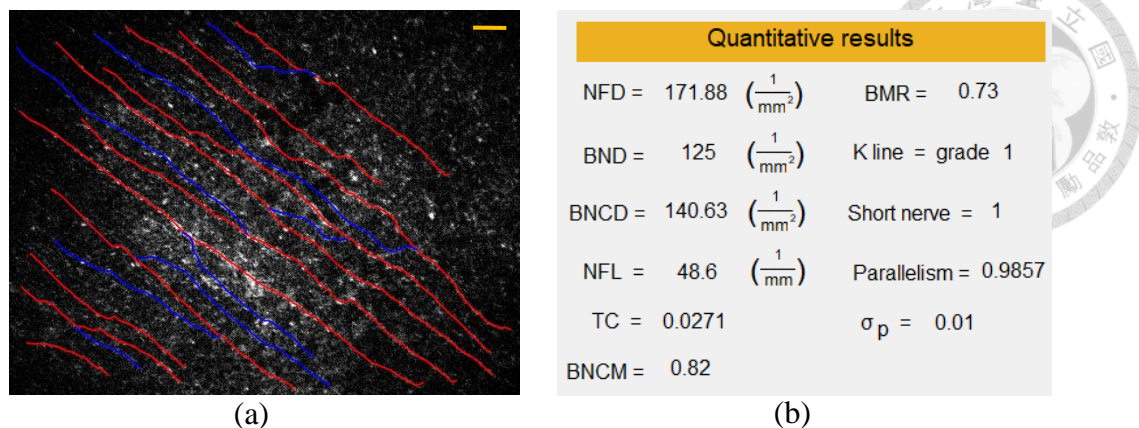 Quantitative results
NFD = 171.88 (1/mm²) BMR = 0.73
BND = 125 (1/mm²) K line = grade 1
BNCD = 140.63 (1/mm²) Short nerve = 1
NFL = 48.6 (1/mm) Parallelism = 0.9857
TC = 0.0271 σp = 0.01
BNCM = 0.82
(a) (b)